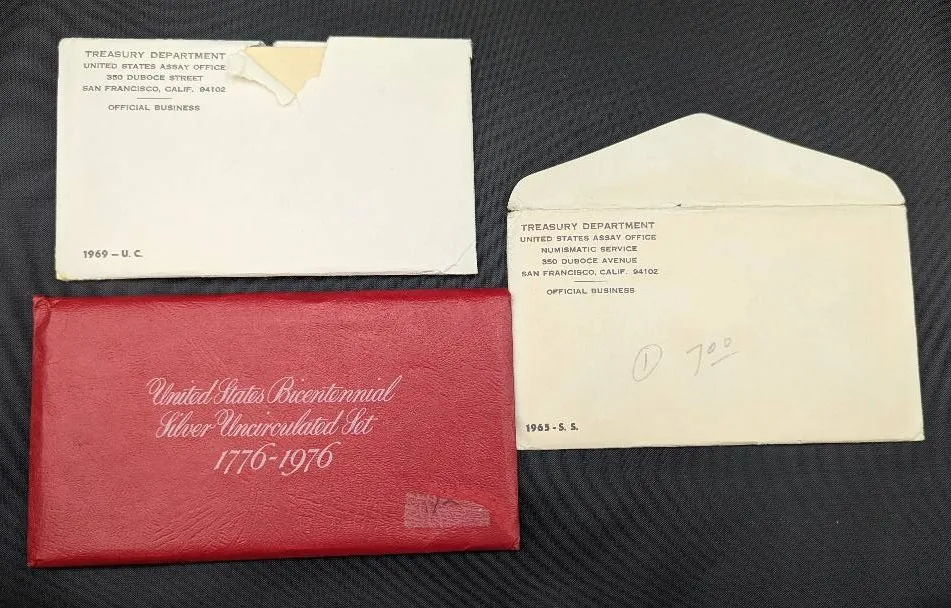 TREASURY DEPARTMENT
UNITED STATES ASSAY OFFICE
350 DUBOCE STREET
SAN FRANCISCO, CALIF. 94102
OFFICIAL BUSINESS
1969 – U. C.
TREASURY DEPARTMENT
UNITED STATES ASSAY OFFICE
NUMISMATIC SERVICE
350 DUBOCE AVENUE
SAN FRANCISCO, CALIF. 94102
OFFICIAL BUSINESS
1 700
1965 - S. S.
United States Bicentennial
Silver Uncirculated Set
1776-1976